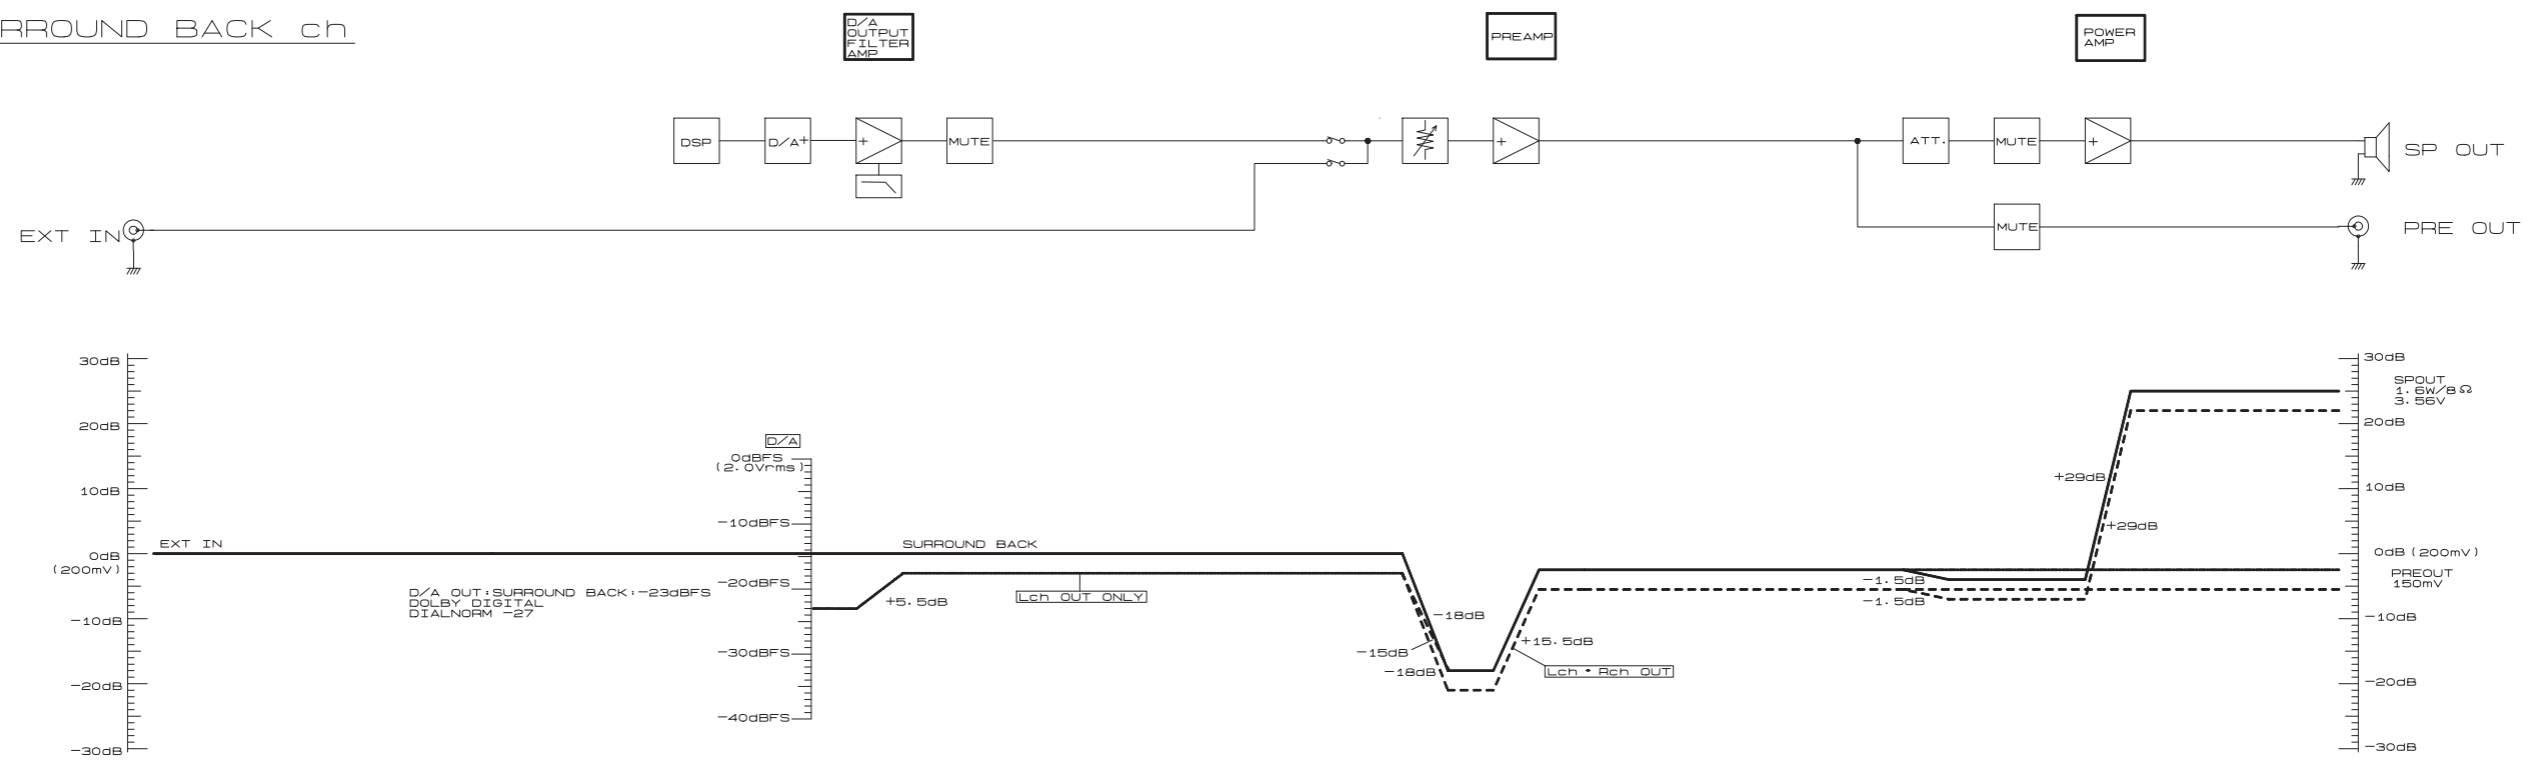 RROUND BACK ch
D/A
OUTPUT
FILTER
AMP
PREAMP
POWER
AMP
DSP
D/A
+
+
MUTE
+
ATT.
MUTE
+
SP OUT
EXT IN
MUTE
PRE OUT
30dB
20dB
10dB
0dB
(200mV)
-10dB
-20dB
-30dB
EXT IN
D/A
0dBFS
(2.0Vrms)
-10dBFS
-20dBFS
-30dBFS
-40dBFS
D/A OUT:SURROUND BACK:-23dBFS
DOLBY DIGITAL
DIALNORM -27
+5.5dB
SURROUND BACK
Lch OUT ONLY
-18dB
-15dB
-18dB
+15.5dB
Lch • Rch OUT
-1.5dB
-1.5dB
+29dB
+29dB
30dB
SPOUT
1.6W/8Ω
3.56V
20dB
10dB
0dB (200mV)
PREOUT
150mV
-10dB
-20dB
-30dB